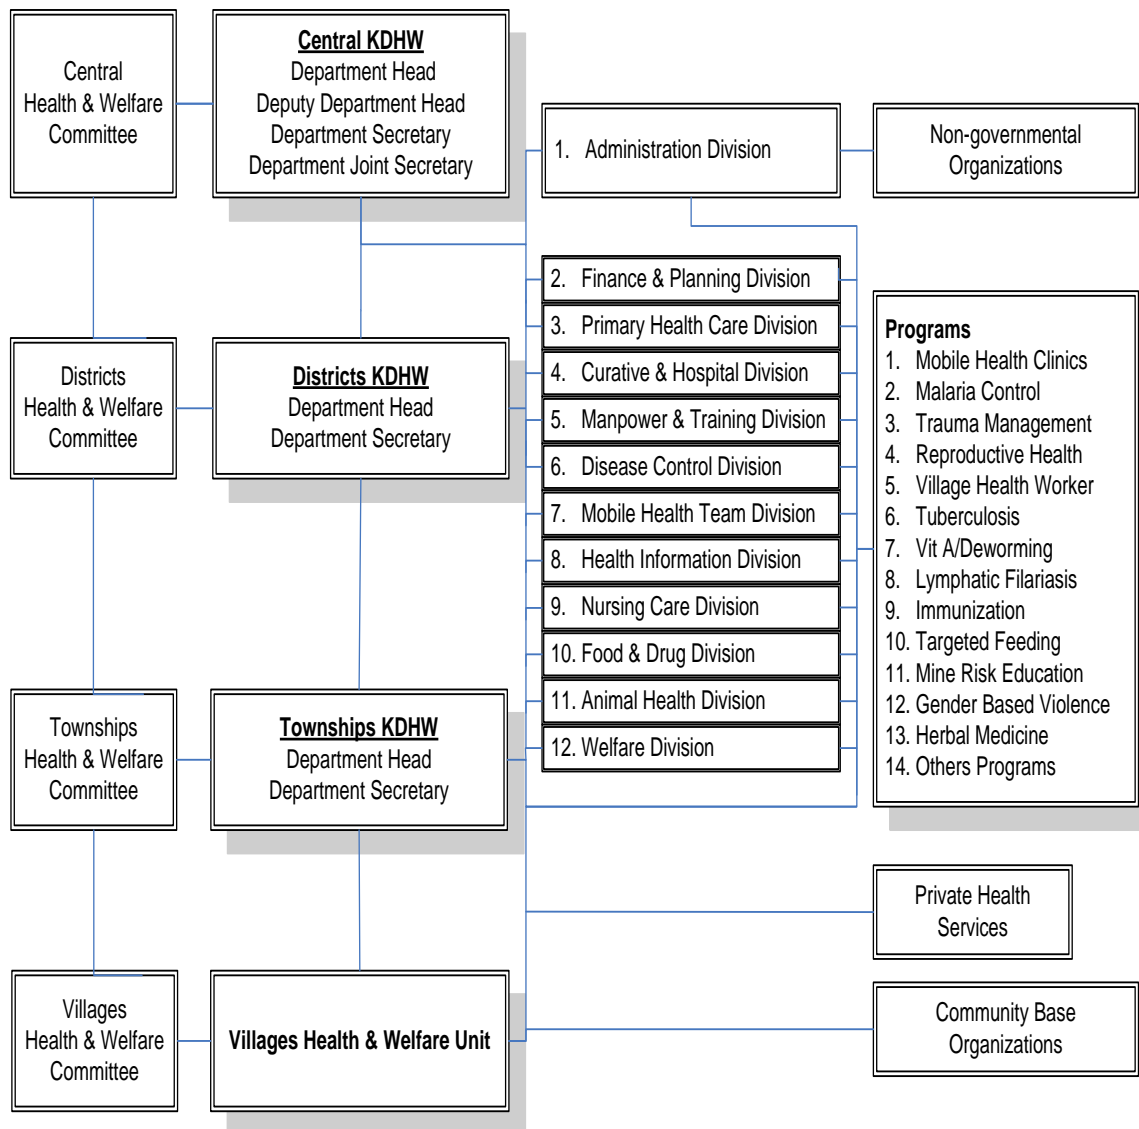 Central
Health & Welfare
Committee
Central KDHW
Department Head
Deputy Department Head
Department Secretary
Department Joint Secretary
1. Administration Division
Non-governmental
Organizations
Districts
Health & Welfare
Committee
Districts KDHW
Department Head
Department Secretary
2. Finance & Planning Division
3. Primary Health Care Division
4. Curative & Hospital Division
5. Manpower & Training Division
6. Disease Control Division
7. Mobile Health Team Division
8. Health Information Division
9. Nursing Care Division
10. Food & Drug Division
11. Animal Health Division
12. Welfare Division
Programs
1. Mobile Health Clinics
2. Malaria Control
3. Trauma Management
4. Reproductive Health
5. Village Health Worker
6. Tuberculosis
7. Vit A/Deworming
8. Lymphatic Filariasis
9. Immunization
10. Targeted Feeding
11. Mine Risk Education
12. Gender Based Violence
13. Herbal Medicine
14. Others Programs
Townships
Health & Welfare
Committee
Townships KDHW
Department Head
Department Secretary
Private Health
Services
Villages
Health & Welfare
Committee
Villages Health & Welfare Unit
Community Base
Organizations